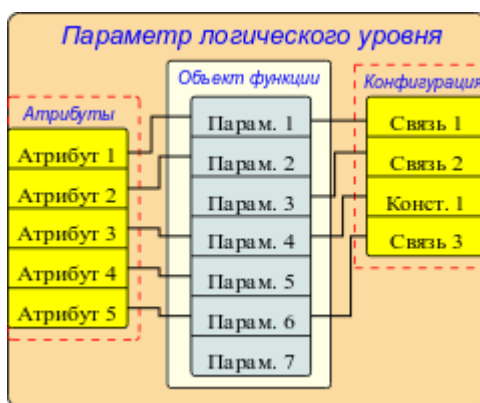 Параметр логического уровня
Атрибуты
Атрибут 1
Атрибут 2
Атрибут 3
Атрибут 4
Атрибут 5
Объект функции
Парам. 1
Парам. 2
Парам. 3
Парам. 4
Парам. 5
Парам. 6
Парам. 7
Конфигурация
Связь 1
Связь 2
Конст. 1
Связь 3